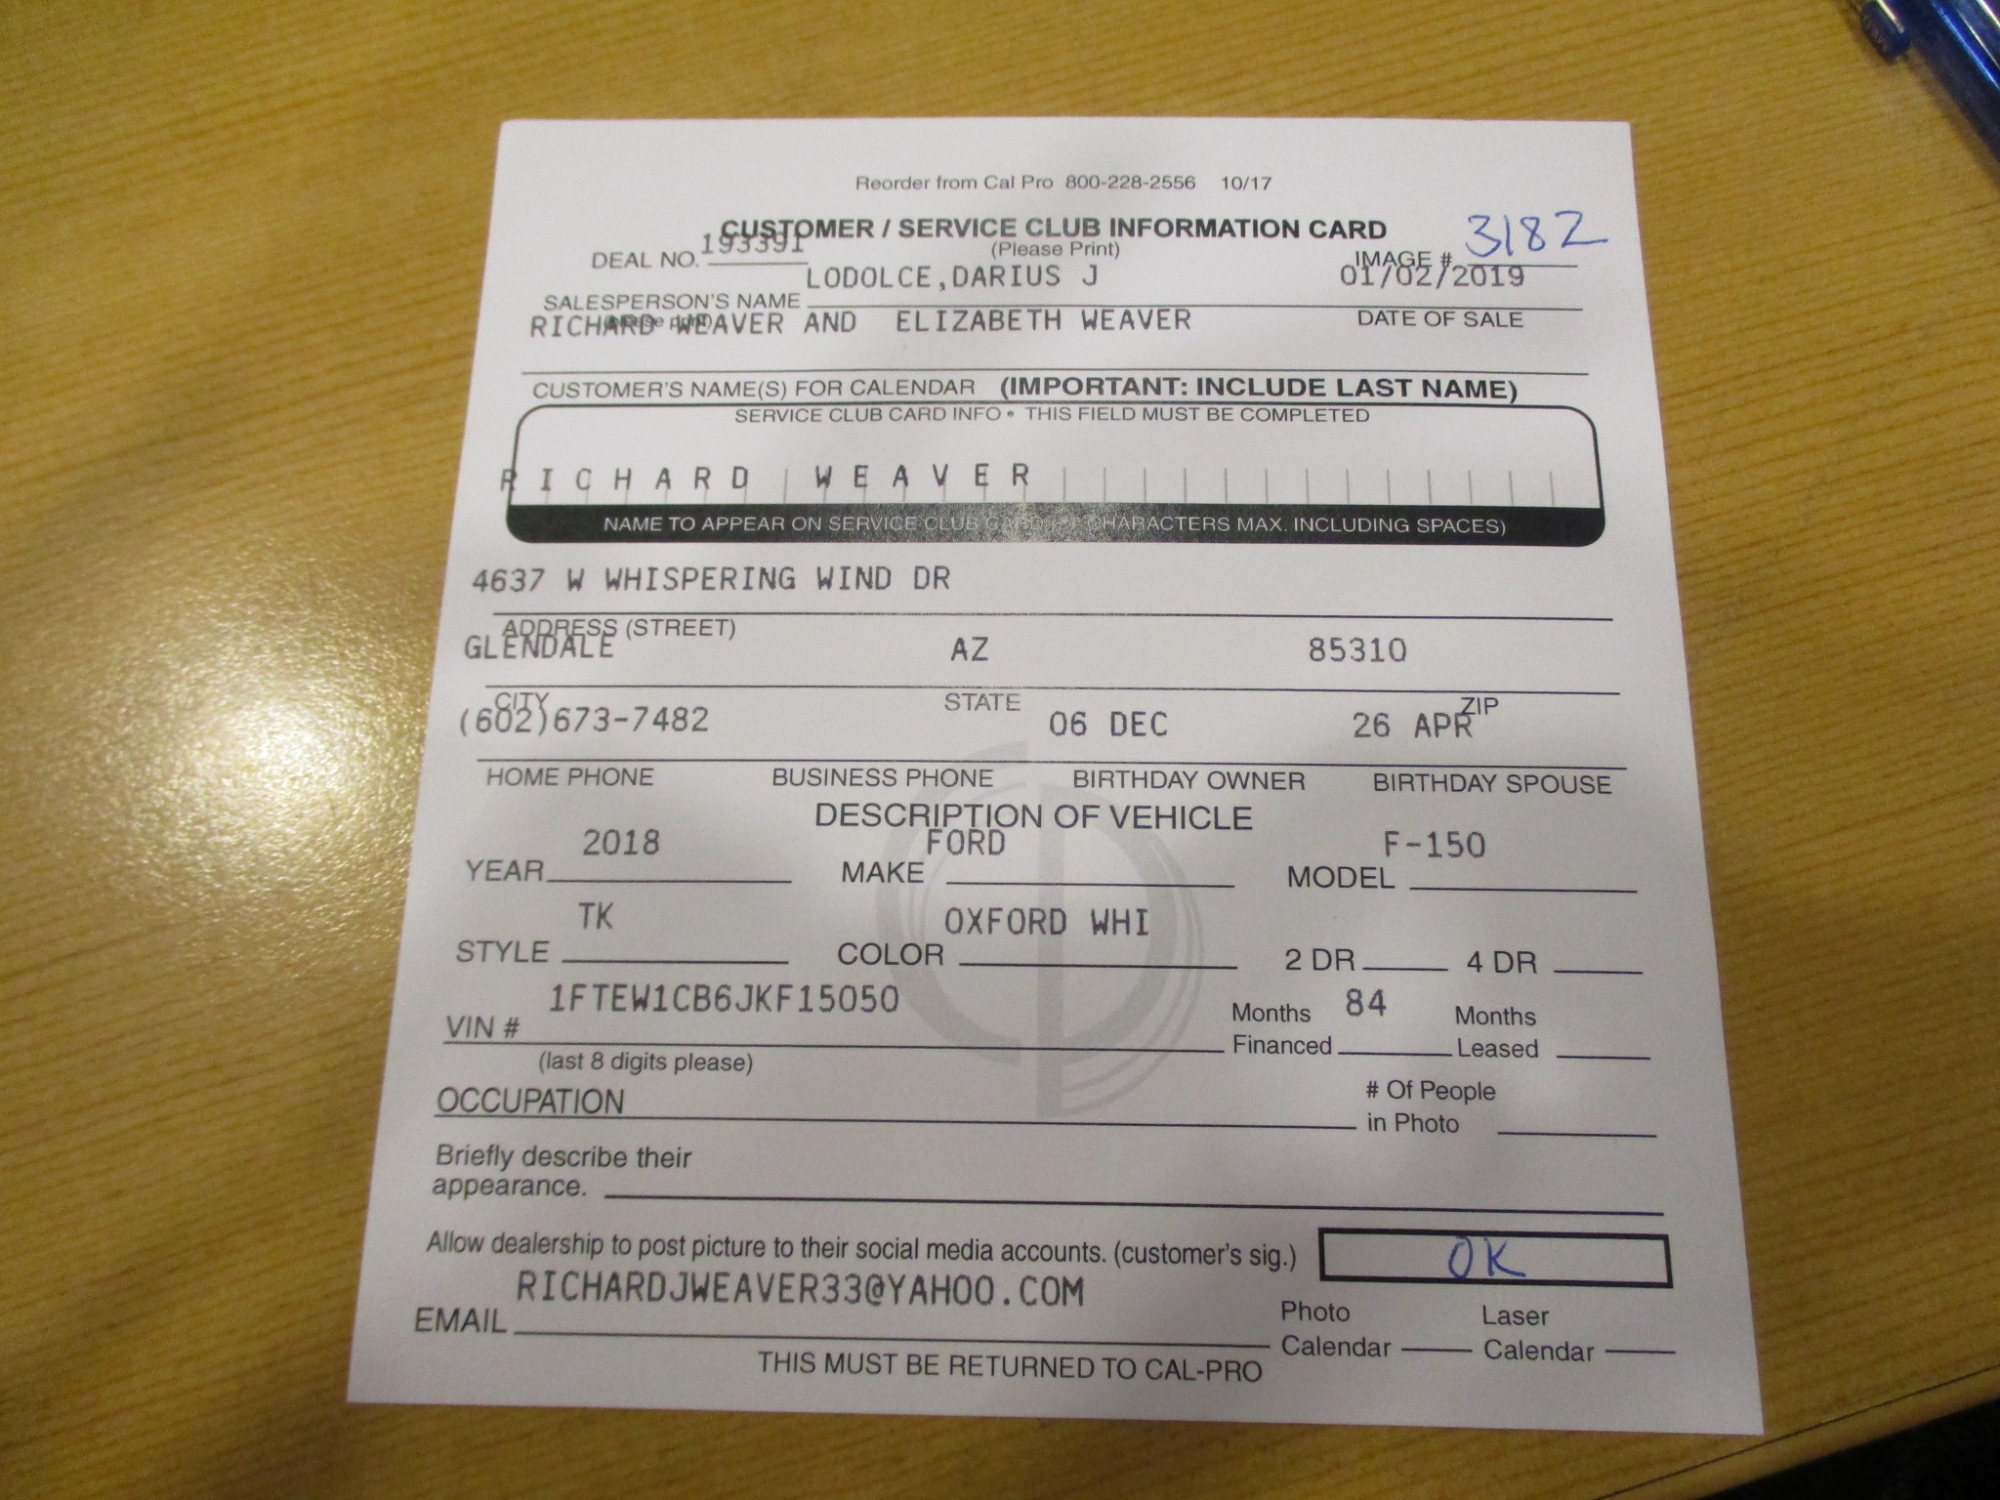 Reorder from Cal Pro 800-228-2556 10/17
CUSTOMER / SERVICE CLUB INFORMATION CARD
(Please Print)
DEAL NO. 193391
IMAGE # 3182
LODOLCE,DARIUS J 01/02/2019
SALESPERSON'S NAME
(please print)
DATE OF SALE
RICHARD WEAVER AND ELIZABETH WEAVER
CUSTOMER'S NAME(S) FOR CALENDAR (IMPORTANT: INCLUDE LAST NAME)
SERVICE CLUB CARD INFO • THIS FIELD MUST BE COMPLETED
RICHARD WEAVER
NAME TO APPEAR ON SERVICE CLUB CHARACTERS MAX. INCLUDING SPACES)
4637 W WHISPERING WIND DR
ADDRESS (STREET)
GLENDALE AZ 85310
CITY STATE ZIP
(602)673-7482 06 DEC 26 APR
HOME PHONE BUSINESS PHONE BIRTHDAY OWNER BIRTHDAY SPOUSE
DESCRIPTION OF VEHICLE
2018 FORD F-150
YEAR MAKE MODEL
TK OXFORD WHI
STYLE COLOR 2 DR 4 DR
1FTEW1CB6JKF15050
VIN #
(last 8 digits please)
Months Financed 84 Months Leased
OCCUPATION
# Of People in Photo
Briefly describe their
appearance.
Allow dealership to post picture to their social media accounts. (customer's sig.) OK
RICHARDJWEAVER33@YAHOO.COM
EMAIL
Photo Calendar Laser Calendar
THIS MUST BE RETURNED TO CAL-PRO